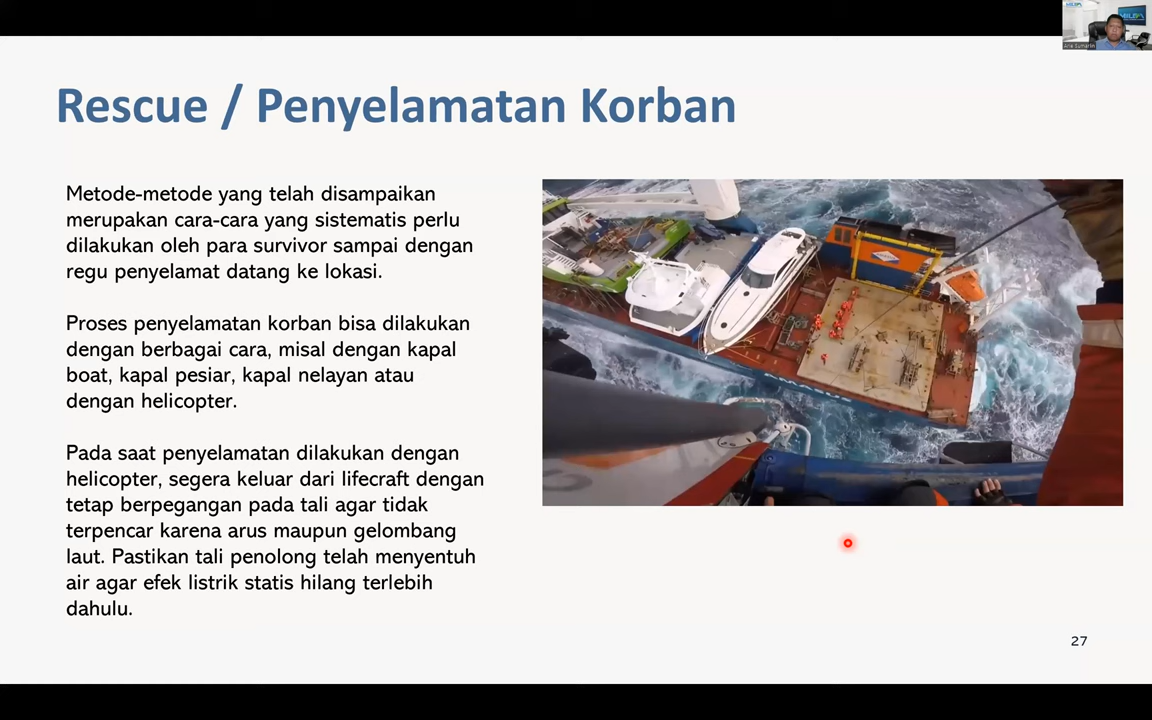 Rescue / Penyelamatan Korban
Metode-metode yang telah disampaikan
merupakan cara-cara yang sistematis perlu
dilakukan oleh para survivor sampai dengan
regu penyelamat datang ke lokasi.
Proses penyelamatan korban bisa dilakukan
dengan berbagai cara, misal dengan kapal
boat, kapal pesiar, kapal nelayan atau
dengan helicopter.
Pada saat penyelamatan dilakukan dengan
helicopter, segera keluar dari lifecraft dengan
tetap berpegangan pada tali agar tidak
terpencar karena arus maupun gelombang
laut. Pastikan tali penolong telah menyentuh
air agar efek listrik statis hilang terlebih
dahulu.
27